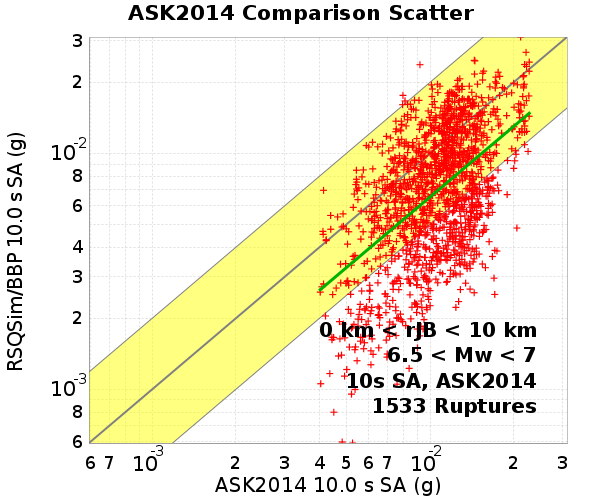 ASK2014 Comparison Scatter
RSQSim/BBP 10.0 s SA (g)
3
2
10-2
8
6
4
3
2
10-3
8
6
0 km < rJB < 10 km
6.5 < Mw < 7
10s SA, ASK2014
1533 Ruptures
6 7 10-3 2 3 4 5 6 7 10-2 2 3
ASK2014 10.0 s SA (g)